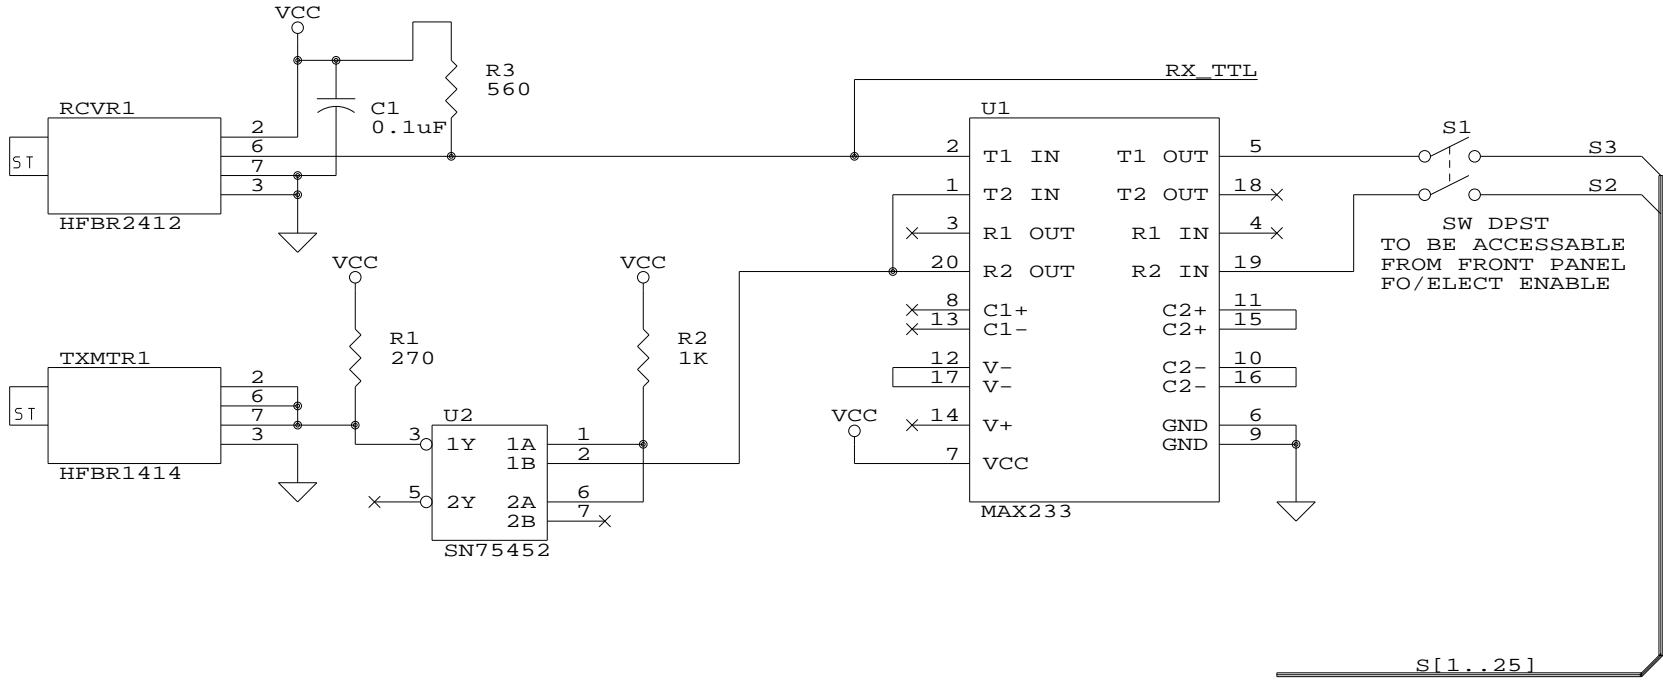 VCC
R3
560
RX_TTL
RCVR1
C1
0.1uF
U1
2
6
7
3
ST
HFBR2412
S1
2 T1 IN T1 OUT 5
S3
1 T2 IN T2 OUT 18
S2
3 R1 OUT R1 IN 4
20 R2 OUT R2 IN 19
8 C1+ C2+ 11
13 C1- C2+ 15
12 V- C2- 10
17 V- C2- 16
14 V+ GND 6
GND 9
7 VCC
MAX233
VCC
SW DPST
TO BE ACCESSABLE
FROM FRONT PANEL
FO/ELECT ENABLE
VCC
VCC
R1
270
R2
1K
TXMTR1
2
6
7
3
ST
HFBR1414
U2
3 1Y 1A 1
1B 2
5 2Y 2A 6
2B 7
SN75452
S[1..25]